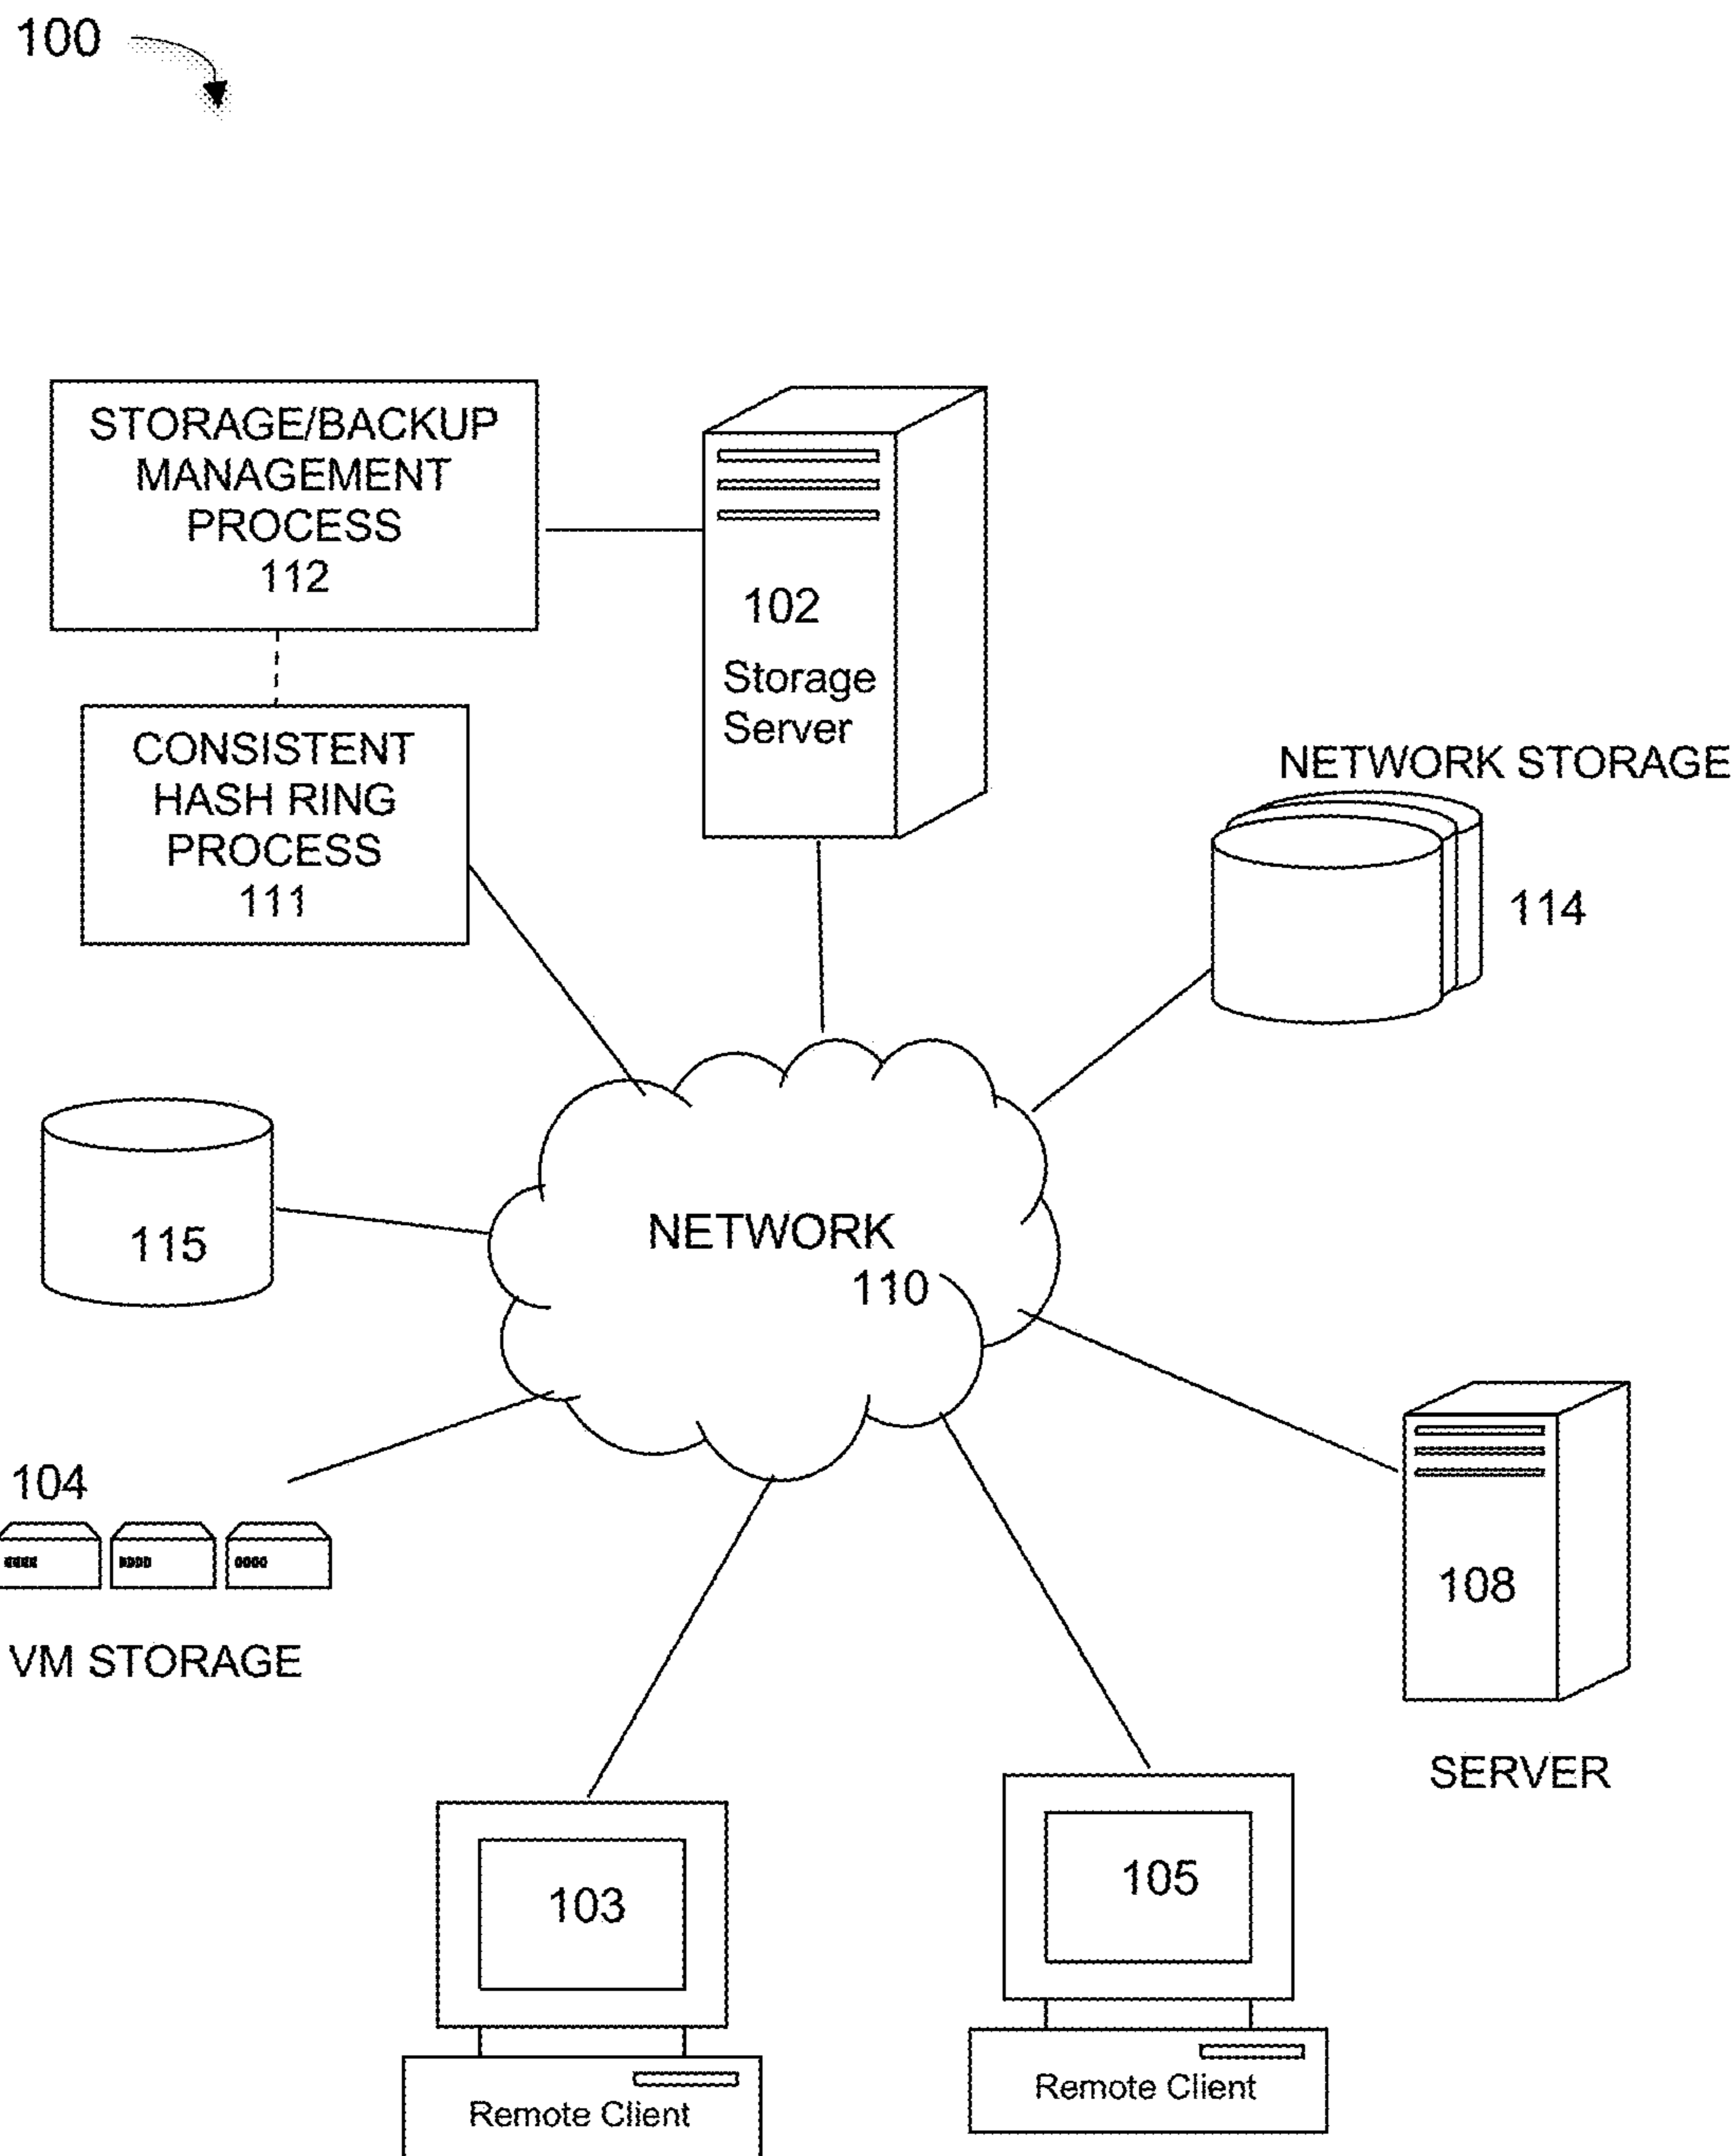 100
STORAGE/BACKUP
MANAGEMENT
PROCESS
112
102
Storage
Server
CONSISTENT
HASH RING
PROCESS
111
NETWORK STORAGE
114
115
NETWORK
110
104
VM STORAGE
108
SERVER
103
Remote Client
105
Remote Client